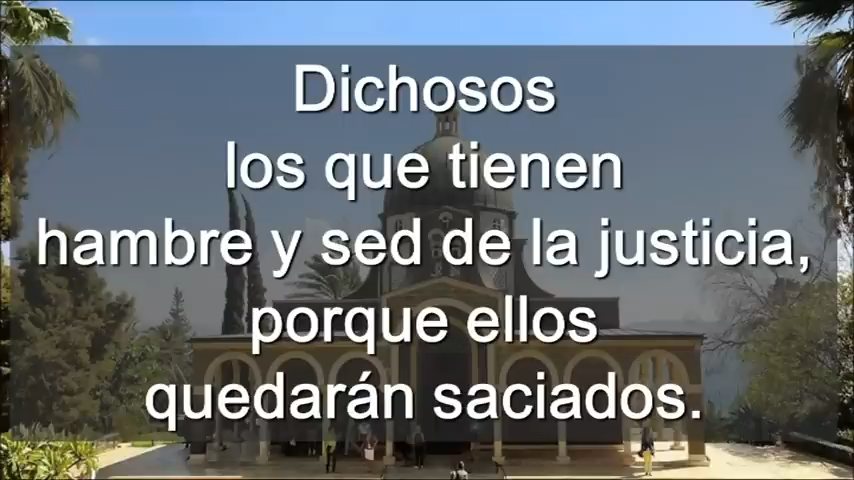 Dichosos
los que tienen
hambre y sed de la justicia,
porque ellos
quedarán saciados.